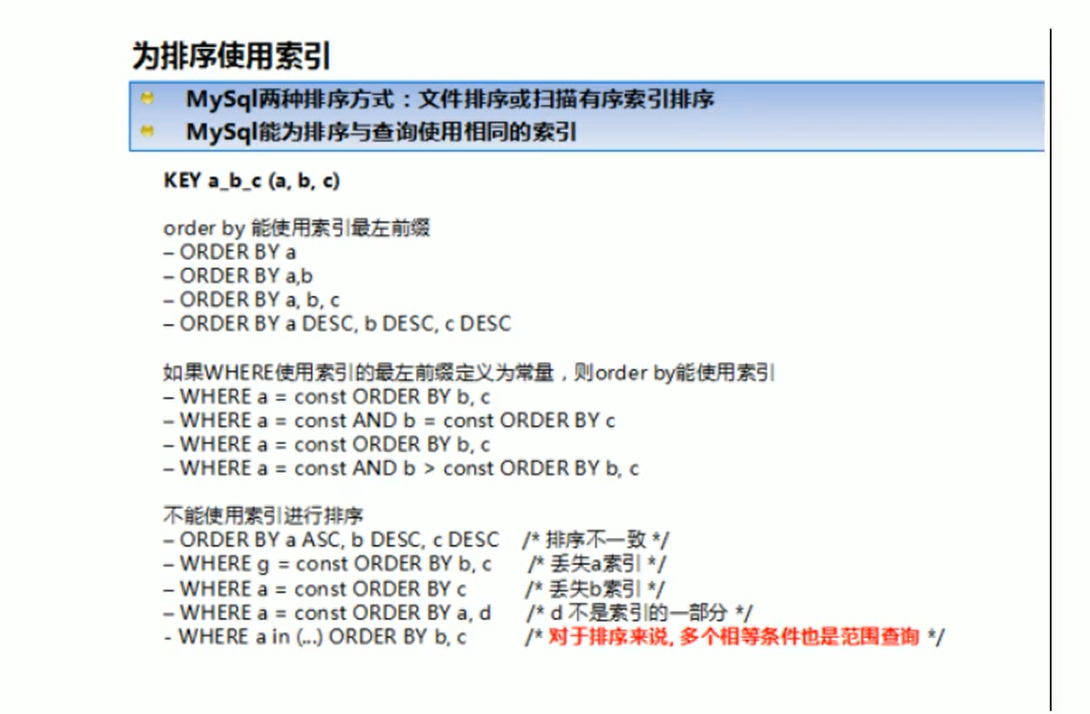 为排序使用索引
MySql两种排序方式：文件排序或扫描有序索引排序
MySql能为排序与查询使用相同的索引
KEY a_b_c (a, b, c)
order by 能使用索引最左前缀
– ORDER BY a
– ORDER BY a,b
– ORDER BY a, b, c
– ORDER BY a DESC, b DESC, c DESC
如果WHERE使用索引的最左前缀定义为常量，则order by能使用索引
– WHERE a = const ORDER BY b, c
– WHERE a = const AND b = const ORDER BY c
– WHERE a = const ORDER BY b, c
– WHERE a = const AND b > const ORDER BY b, c
不能使用索引进行排序
– ORDER BY a ASC, b DESC, c DESC /* 排序不一致 */
– WHERE g = const ORDER BY b, c /* 丢失a索引 */
– WHERE a = const ORDER BY c /* 丢失b索引 */
– WHERE a = const ORDER BY a, d /* d 不是索引的一部分 */
- WHERE a in (...) ORDER BY b, c /* 对于排序来说, 多个相等条件也是范围查询 */